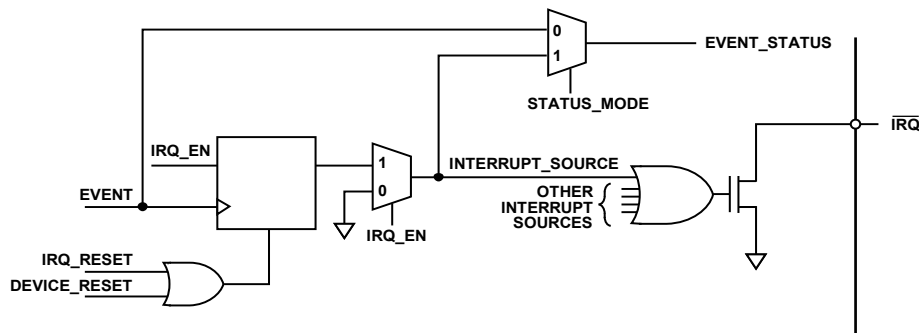 0
EVENT_STATUS
1
STATUS_MODE
IRQ
IRQ_EN
1
INTERRUPT_SOURCE
EVENT
0
OTHER
INTERRUPT
SOURCES
IRQ_EN
IRQ_RESET
DEVICE_RESET